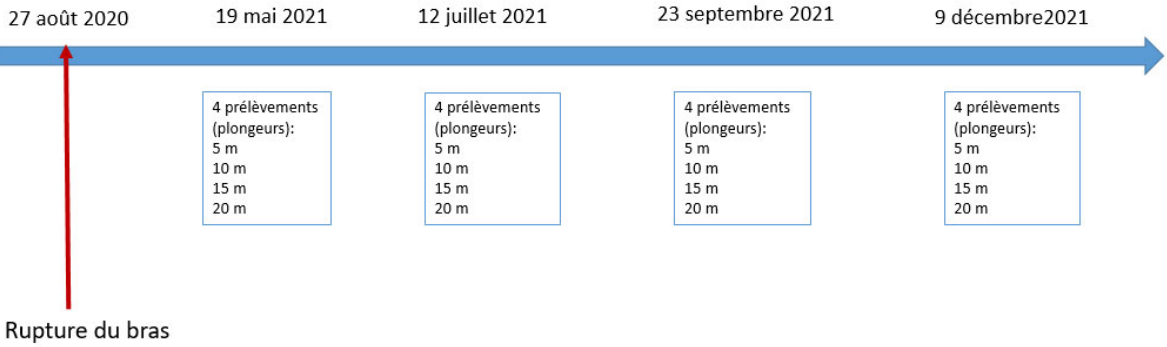 27 août 2020
19 mai 2021
12 juillet 2021
23 septembre 2021
9 décembre2021
4 prélèvements
(plongeurs):
5 m
10 m
15 m
20 m
4 prélèvements
(plongeurs):
5 m
10 m
15 m
20 m
4 prélèvements
(plongeurs):
5 m
10 m
15 m
20 m
4 prélèvements
(plongeurs):
5 m
10 m
15 m
20 m
Rupture du bras